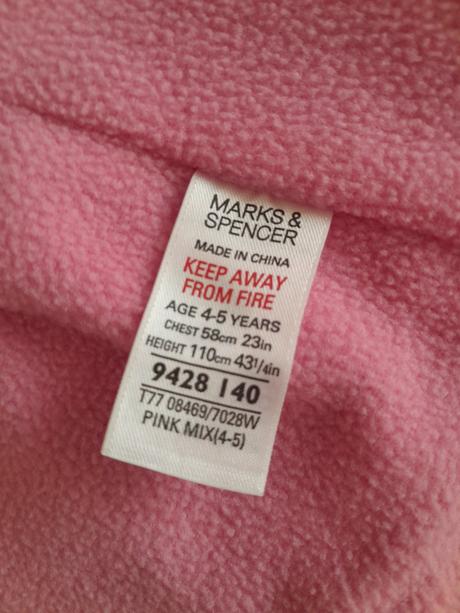 MARKS &
SPENCER
MADE IN CHINA
KEEP AWAY
FROM FIRE
AGE 4-5 YEARS
CHEST 58cm 23in
HEIGHT 110cm 43¹/4in
9428 140
T77 08469/7028W
PINK MIX(4-5)